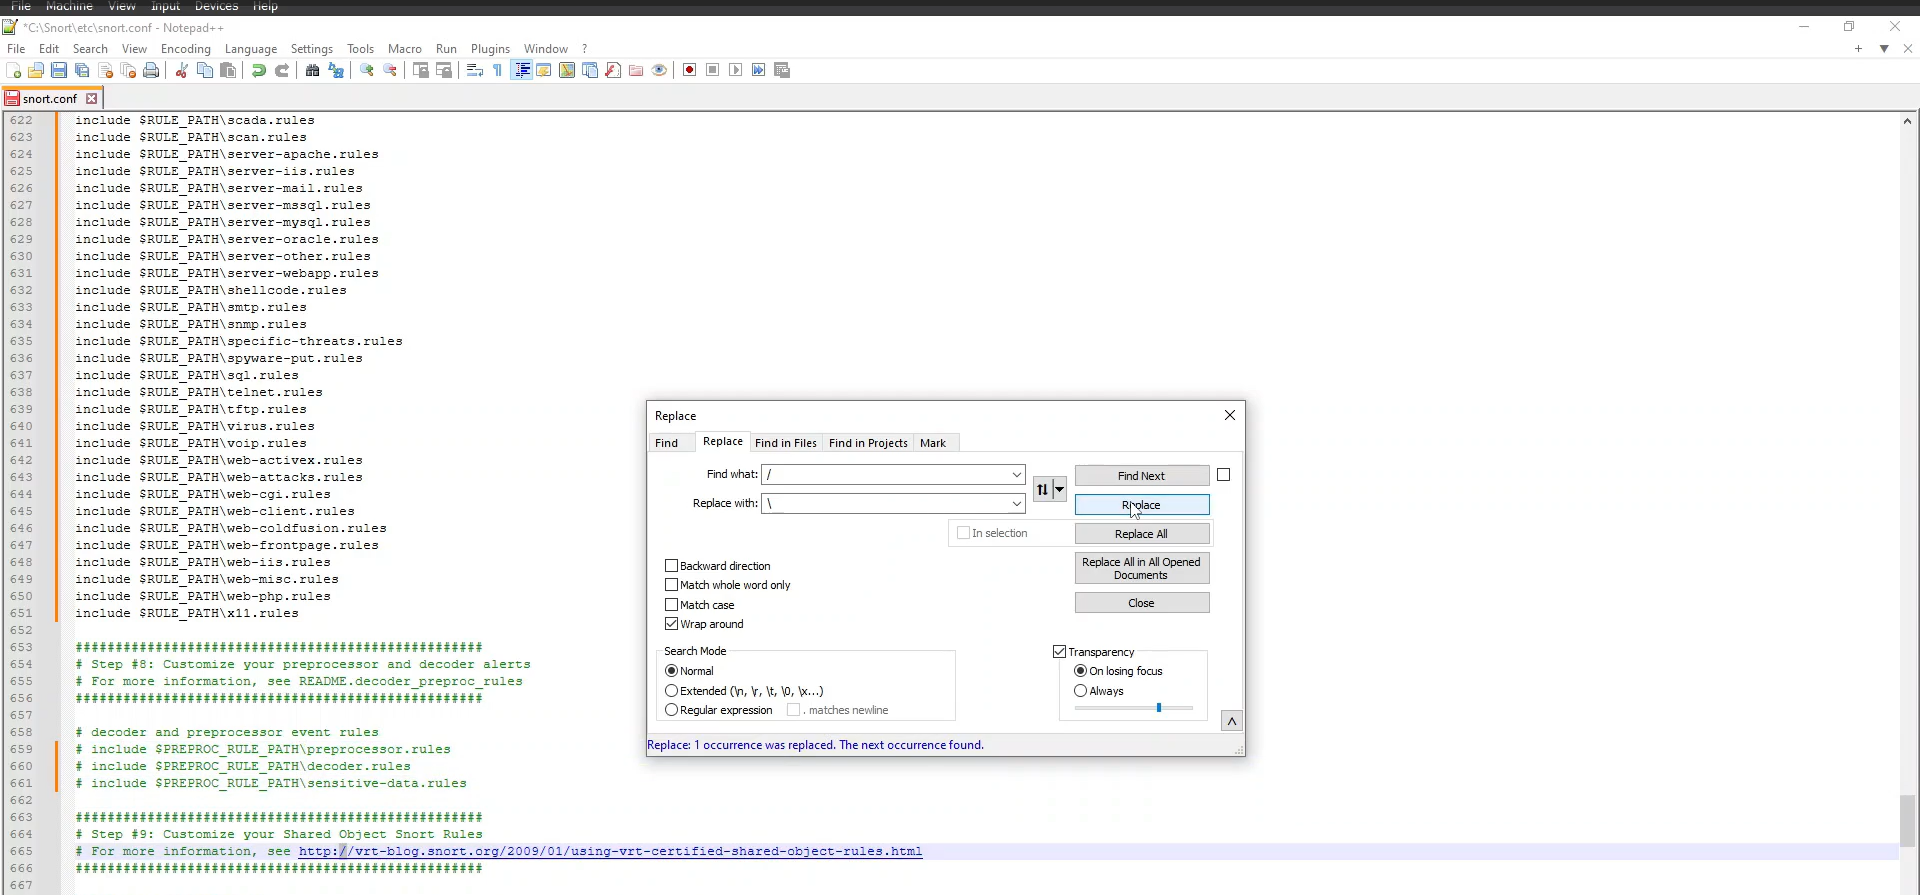 File Machine View Input Devices Help
*C:\Snort\etc\snort.conf - Notepad++
File Edit Search View Encoding Language Settings Tools Macro Run Plugins Window ?
snort.conf
622 include $RULE_PATH\scada.rules
623 include $RULE_PATH\scan.rules
624 include $RULE_PATH\server-apache.rules
625 include $RULE_PATH\server-iis.rules
626 include $RULE_PATH\server-mail.rules
627 include $RULE_PATH\server-mssql.rules
628 include $RULE_PATH\server-mysql.rules
629 include $RULE_PATH\server-oracle.rules
630 include $RULE_PATH\server-other.rules
631 include $RULE_PATH\server-webapp.rules
632 include $RULE_PATH\shellcode.rules
633 include $RULE_PATH\smtp.rules
634 include $RULE_PATH\snmp.rules
635 include $RULE_PATH\specific-threats.rules
636 include $RULE_PATH\spyware-put.rules
637 include $RULE_PATH\sql.rules
638 include $RULE_PATH\telnet.rules
639 include $RULE_PATH\tftp.rules
640 include $RULE_PATH\virus.rules
641 include $RULE_PATH\voip.rules
642 include $RULE_PATH\web-activex.rules
643 include $RULE_PATH\web-attacks.rules
644 include $RULE_PATH\web-cgi.rules
645 include $RULE_PATH\web-client.rules
646 include $RULE_PATH\web-coldfusion.rules
647 include $RULE_PATH\web-frontpage.rules
648 include $RULE_PATH\web-iis.rules
649 include $RULE_PATH\web-misc.rules
650 include $RULE_PATH\web-php.rules
651 include $RULE_PATH\x11.rules
652
653 ###################################################
654 # Step #8: Customize your preprocessor and decoder alerts
655 # For more information, see README.decoder_preproc_rules
656 ###################################################
657
658 # decoder and preprocessor event rules
659 # include $PREPROC_RULE_PATH\preprocessor.rules
660 # include $PREPROC_RULE_PATH\decoder.rules
661 # include $PREPROC_RULE_PATH\sensitive-data.rules
662
663 ###################################################
664 # Step #9: Customize your Shared Object Snort Rules
665 # For more information, see http://vrt-blog.snort.org/2009/01/using-vrt-certified-shared-object-rules.html
666 ###################################################
667
Replace
Find Replace Find in Files Find in Projects Mark
Find what: / Find Next
Replace with: \ Replace
In selection Replace All
Replace All in All Opened
Documents
Close
Backward direction
Match whole word only
Match case
Wrap around
Search Mode
Normal
Extended (\n, \r, \t, \0, \x...)
Regular expression . matches newline
Transparency
On losing focus
Always
Replace: 1 occurrence was replaced. The next occurrence found.